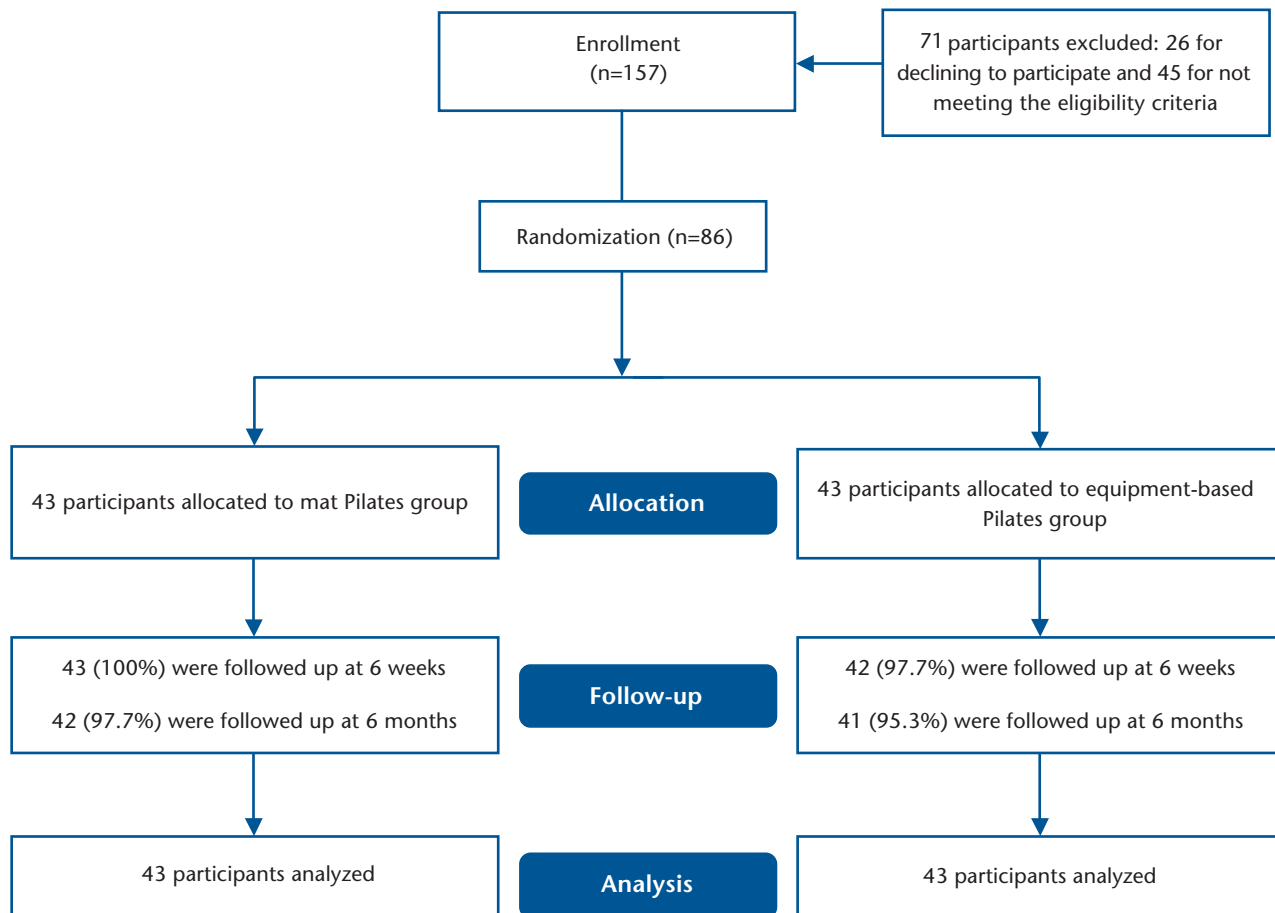 Enrollment
(n=157)
71 participants excluded: 26 for
declining to participate and 45 for not
meeting the eligibility criteria
Randomization (n=86)
43 participants allocated to mat Pilates group
Allocation
43 participants allocated to equipment-based
Pilates group
43 (100%) were followed up at 6 weeks
42 (97.7%) were followed up at 6 months
Follow-up
42 (97.7%) were followed up at 6 weeks
41 (95.3%) were followed up at 6 months
43 participants analyzed
Analysis
43 participants analyzed